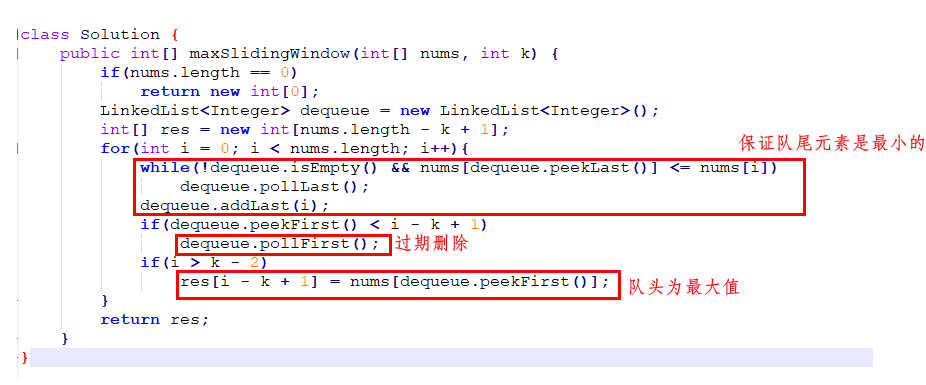 class Solution {
public int[] maxSlidingWindow(int[] nums, int k) {
if(nums.length == 0)
return new int[0];
LinkedList<Integer> dequeue = new LinkedList<Integer>();
int[] res = new int[nums.length - k + 1];
for(int i = 0; i < nums.length; i++){
保证队尾元素是最小的
while(!dequeue.isEmpty() && nums[dequeue.peekLast()] <= nums[i])
dequeue.pollLast();
dequeue.addLast(i);
if(dequeue.peekFirst() < i - k + 1)
dequeue.pollFirst(); 过期删除
if(i > k - 2)
res[i - k + 1] = nums[dequeue.peekFirst()]; 队头为最大值
}
return res;
}
}